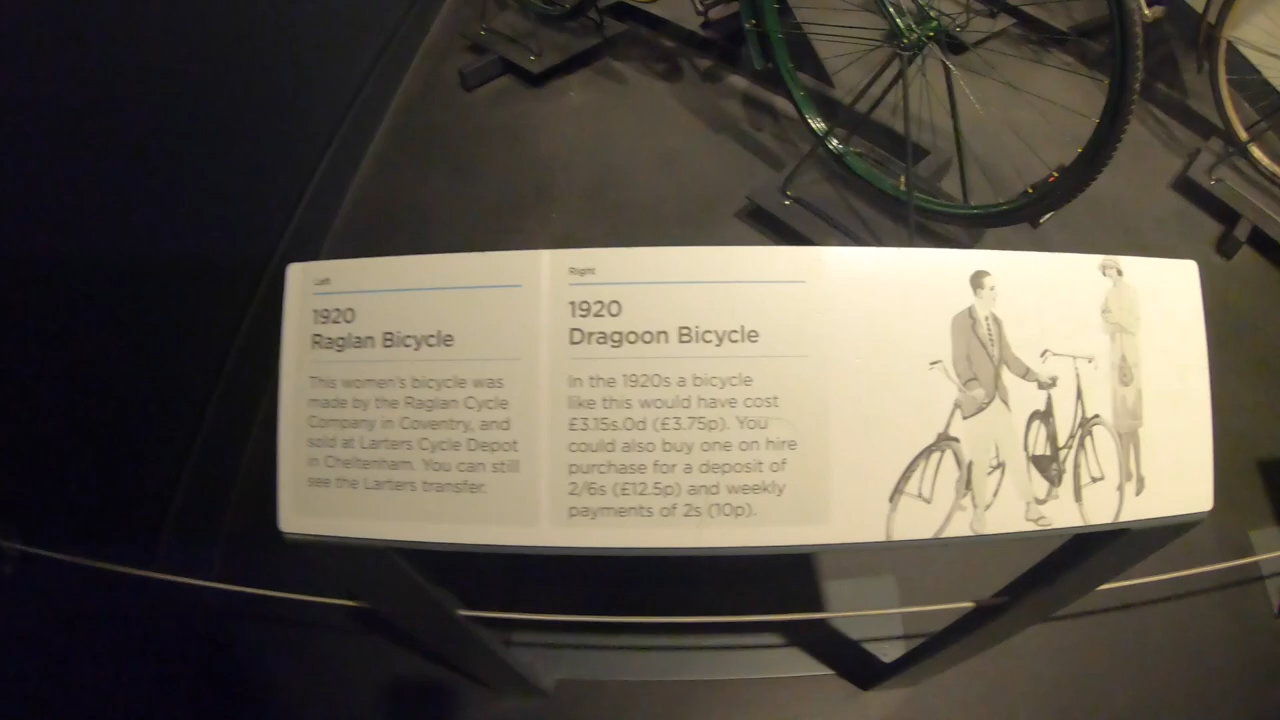 Left
1920
Raglan Bicycle
This women's bicycle was
made by the Raglan Cycle
Company in Coventry, and
sold at Larters Cycle Depot
in Cheltenham. You can still
see the Larters transfer.
Right
1920
Dragoon Bicycle
In the 1920s a bicycle
like this would have cost
£3.15s.0d (£3.75p). You
could also buy one on hire
purchase for a deposit of
2/6s (£12.5p) and weekly
payments of 2s (10p).